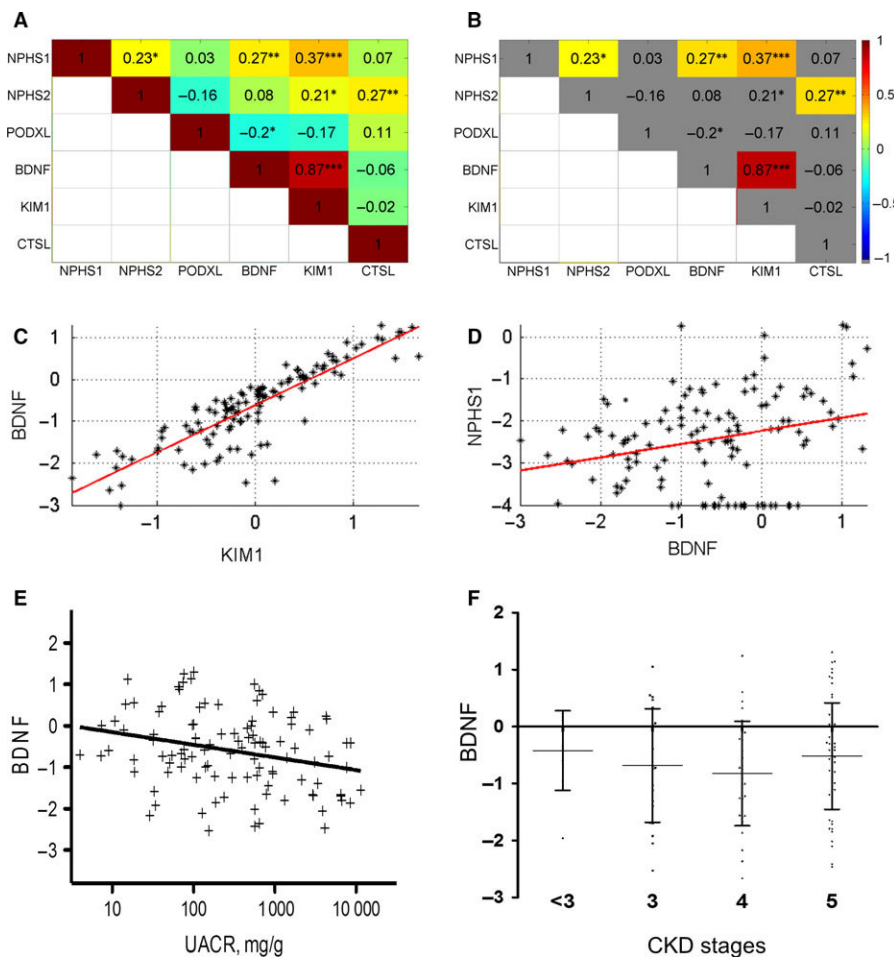 A
NPHS1 1 0.23* 0.03 0.27** 0.37*** 0.07
NPHS2 1 −0.16 0.08 0.21* 0.27**
PODXL 1 −0.2* −0.17 0.11
BDNF 1 0.87*** −0.06
KIM1 1 −0.02
CTSL 1
NPHS1 NPHS2 PODXL BDNF KIM1 CTSL
B
NPHS1 1 0.23* 0.03 0.27** 0.37*** 0.07
NPHS2 1 −0.16 0.08 0.21* 0.27**
PODXL 1 −0.2* −0.17 0.11
BDNF 1 0.87*** −0.06
KIM1 1 −0.02
CTSL 1
NPHS1 NPHS2 PODXL BDNF KIM1 CTSL
1
0.5
0
−0.5
−1
C
BDNF
1
0
−1
−2
−3
−1 0 1
KIM1
D
NPHS1
0
−1
−2
−3
−4
−3 −2 −1 0 1
BDNF
E
BDNF
2
1
0
−1
−2
−3
10 100 1 000 10 000
UACR, mg/g
F
BDNF
2
1
0
−1
−2
−3
<3 3 4 5
CKD stages